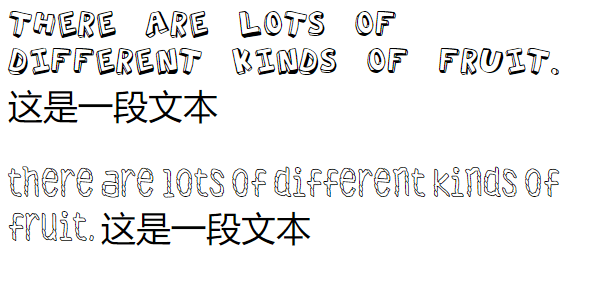 THERE ARE LOTS OF
DIFFERENT KINDS OF FRUIT.
这是一段文本
there are lots of different kinds of
fruit. 这是一段文本